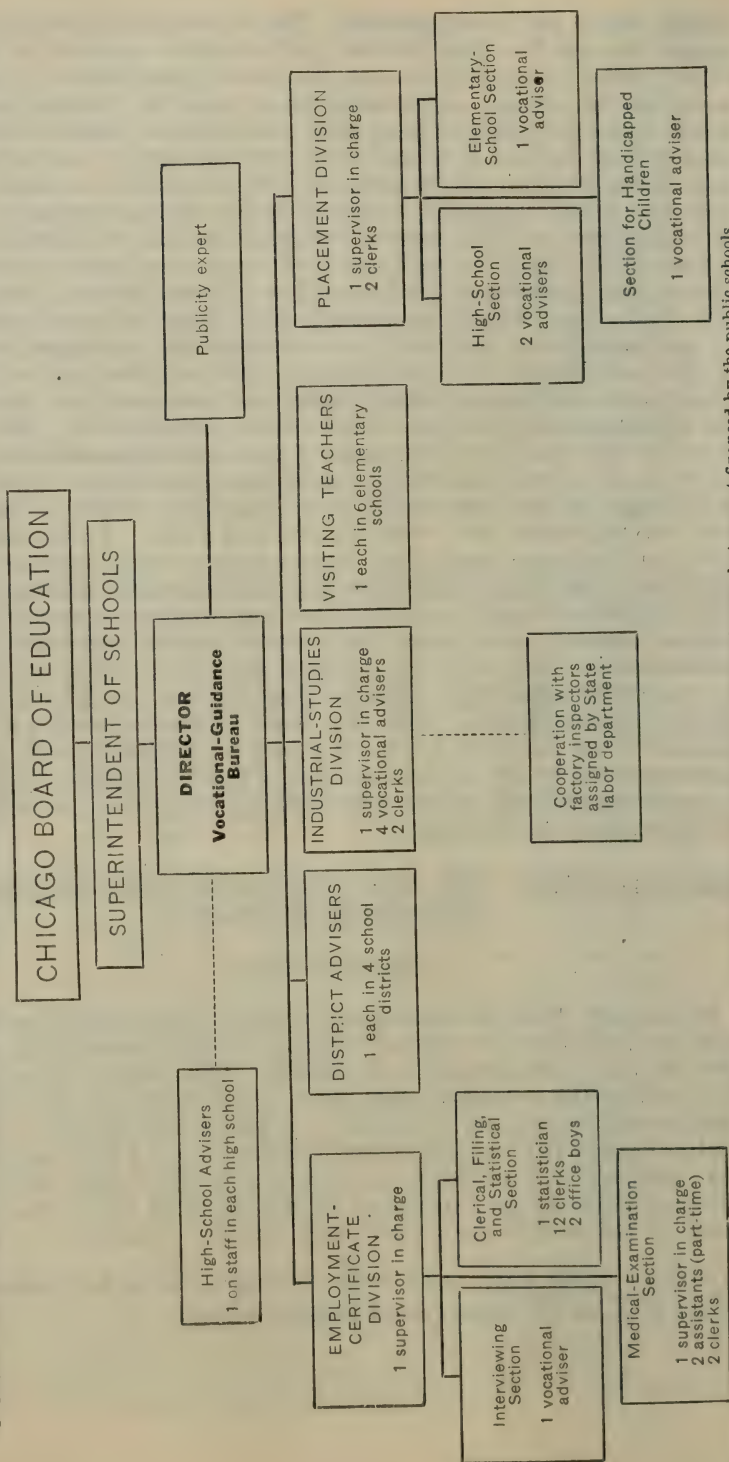 CHICAGO BOARD OF EDUCATION
SUPERINTENDENT OF SCHOOLS
DIRECTOR
Vocational-Guidance
Bureau
High-School Advisers
1 on staff in each high school
Publicity expert
EMPLOYMENT-
CERTIFICATE
DIVISION
1 supervisor in charge
DISTRICT ADVISERS
1 each in 4 school
districts
INDUSTRIAL-STUDIES
DIVISION
1 supervisor in charge
4 vocational advisers
2 clerks
VISITING TEACHERS
1 each in 6 elementary
schools
PLACEMENT DIVISION
1 supervisor in charge
2 clerks
Interviewing
Section
1 vocational
adviser
Clerical, Filing,
and Statistical
Section
1 statistician
12 clerks
2 office boys
Medical-Examination
Section
1 supervisor in charge
2 assistants (part-time)
2 clerks
Cooperation with
factory inspectors
assigned by State
labor department
High-School
Section
2 vocational
advisers
Elementary-
School Section
1 vocational
adviser
Section for Handicapped
Children
1 vocational adviser
financed by the public schools